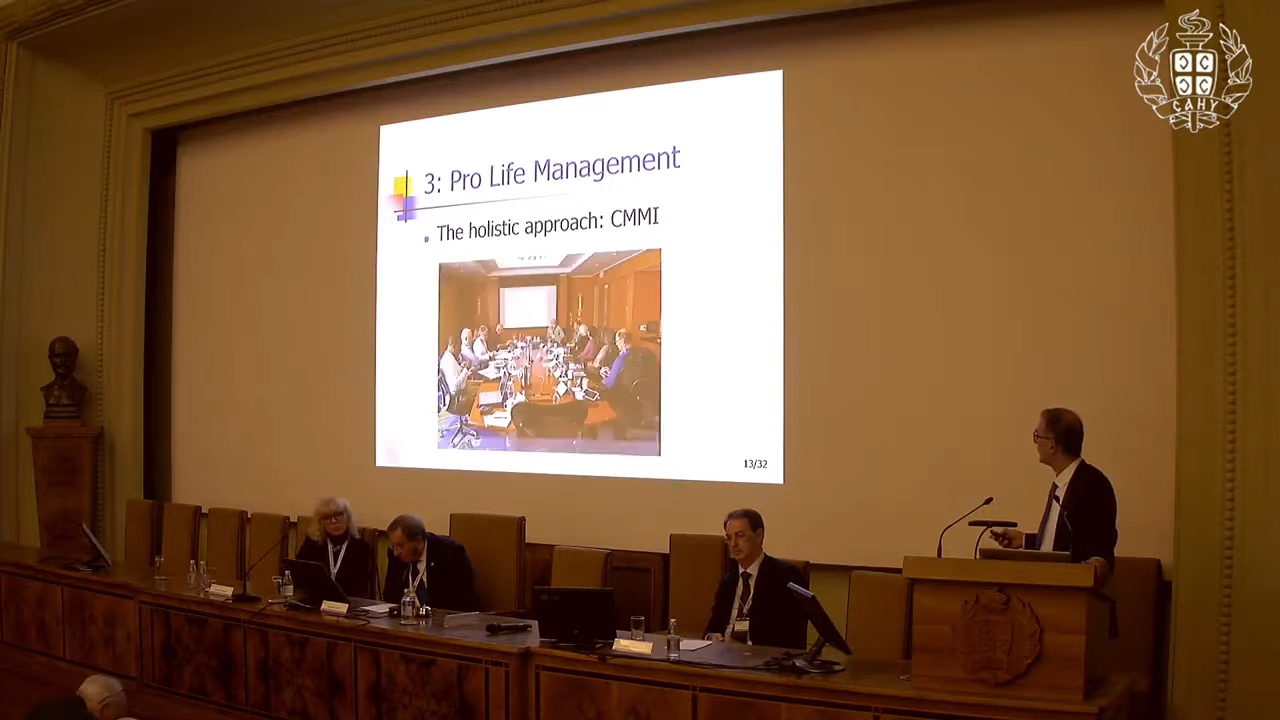 3: Pro Life Management
The holistic approach: CMMI
13/32
САНУ